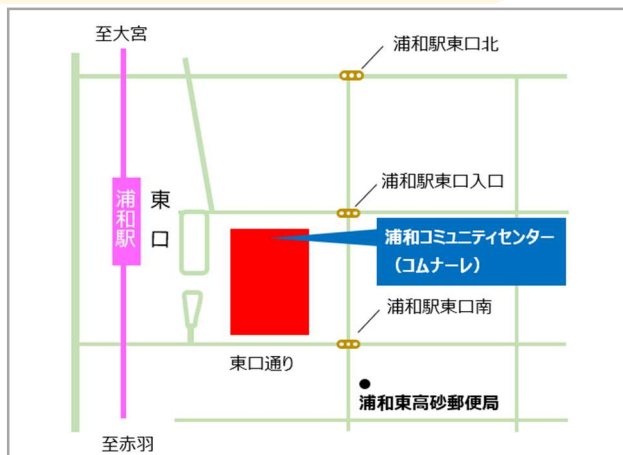 至大宮
浦和駅東口北
浦和駅
東口
浦和駅東口入口
浦和コミュニティセンター
（コムナーレ）
浦和駅東口南
東口通り
浦和東高砂郵便局
至赤羽